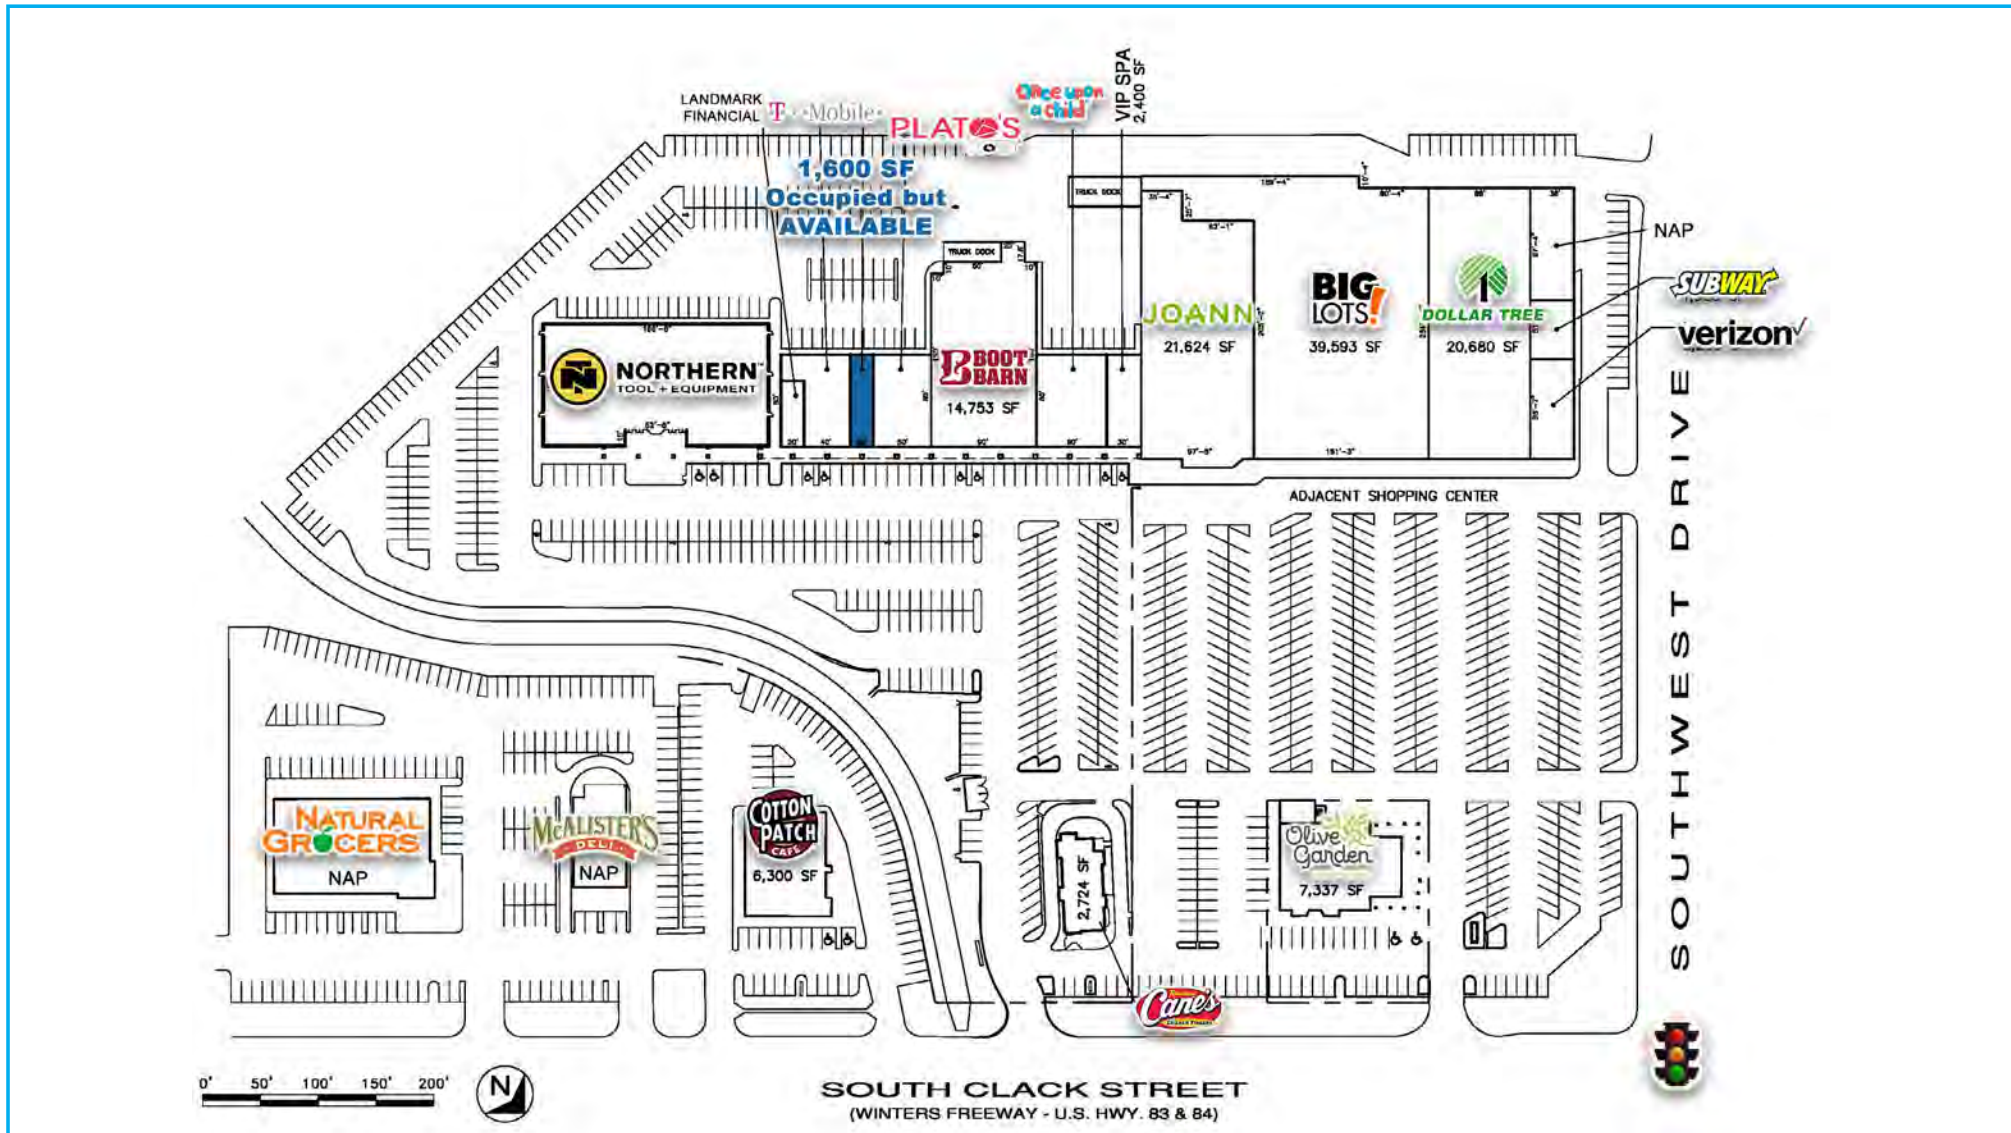 LANDMARK
FINANCIAL
T··Mobile·
PLATO'S
Once upon
a child
VIP SPA
2,400 SF
1,600 SF
Occupied but
AVAILABLE
TRUCK DOCK
TRUCK DOCK
NORTHERN
TOOL + EQUIPMENT
BOOT
BARN
14,753 SF
JOANN
21,624 SF
BIG
LOTS!
39,593 SF
DOLLAR TREE
20,680 SF
NAP
SUBWAY
verizon
ADJACENT SHOPPING CENTER
SOUTHWEST DRIVE
NATURAL
GROCERS
NAP
McALISTER'S
DELI
NAP
COTTON
PATCH
CAFE
6,300 SF
2,724 SF
Olive
Garden
7,337 SF
Cane's
0' 50' 100' 150' 200'
N
SOUTH CLACK STREET
(WINTERS FREEWAY - U.S. HWY. 83 & 84)